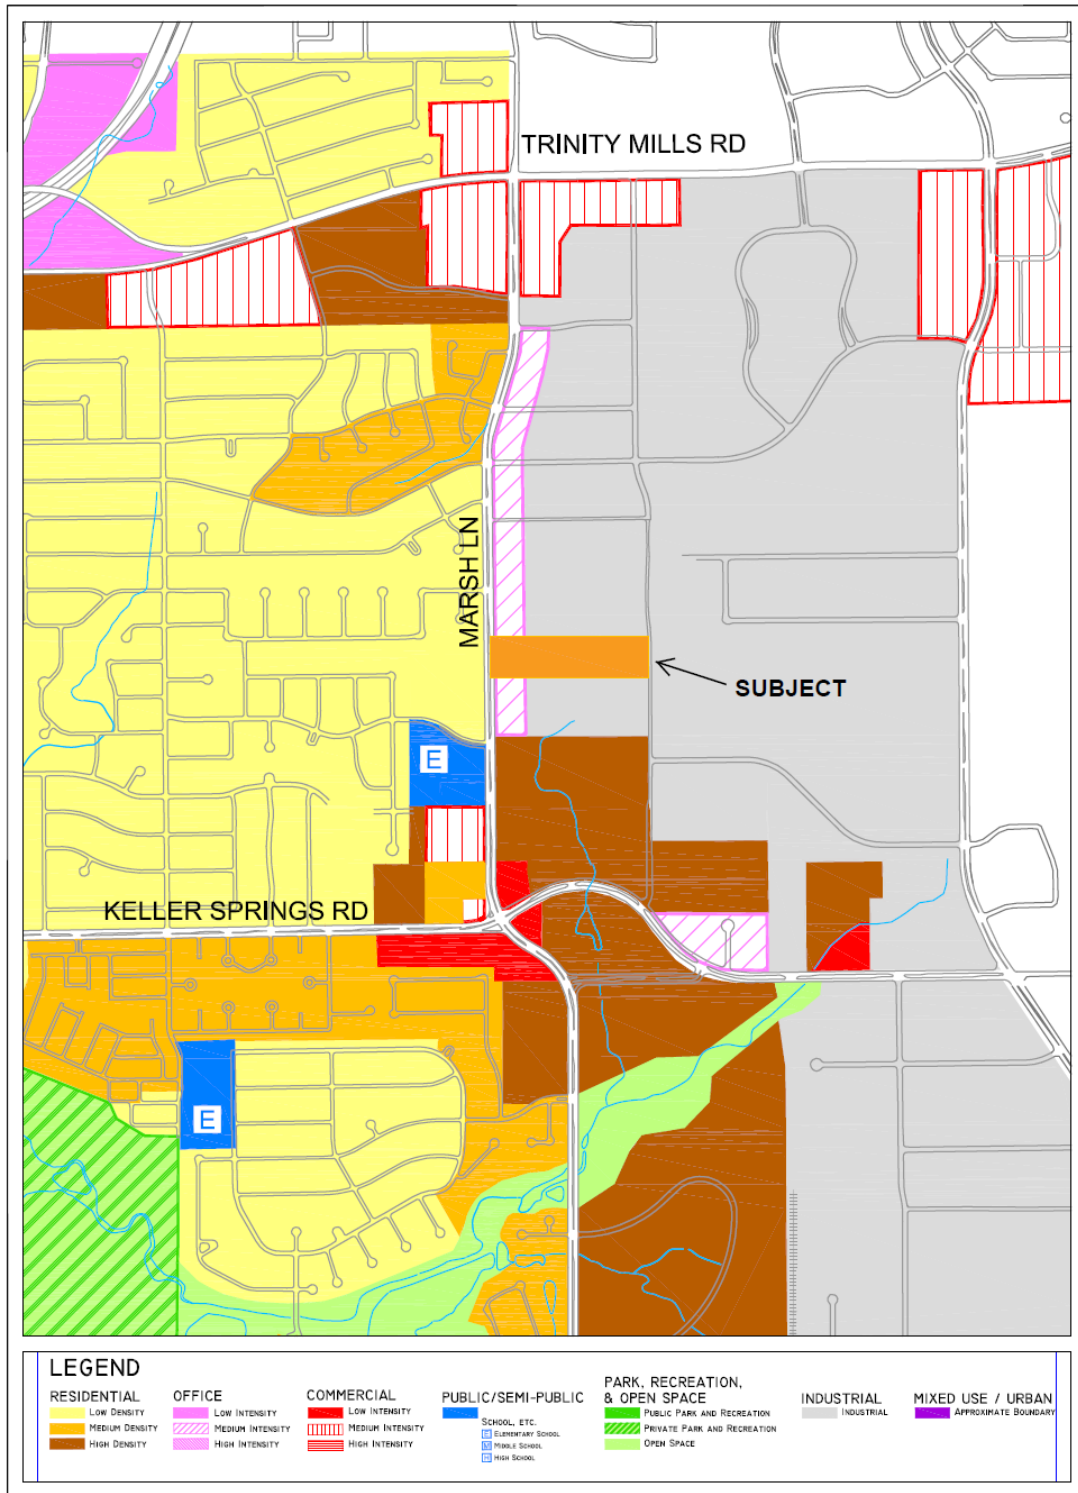 TRINITY MILLS RD
MARSH LN
SUBJECT
E
KELLER SPRINGS RD
E
LEGEND
RESIDENTIAL
LOW DENSITY
MEDIUM DENSITY
HIGH DENSITY
OFFICE
LOW INTENSITY
MEDIUM INTENSITY
HIGH INTENSITY
COMMERCIAL
LOW INTENSITY
MEDIUM INTENSITY
HIGH INTENSITY
PUBLIC/SEMI-PUBLIC
SCHOOL, ETC.
E ELEMENTARY SCHOOL
M MIDDLE SCHOOL
H HIGH SCHOOL
PARK, RECREATION,
& OPEN SPACE
PUBLIC PARK AND RECREATION
PRIVATE PARK AND RECREATION
OPEN SPACE
INDUSTRIAL
INDUSTRIAL
MIXED USE / URBAN
APPROXIMATE BOUNDARY